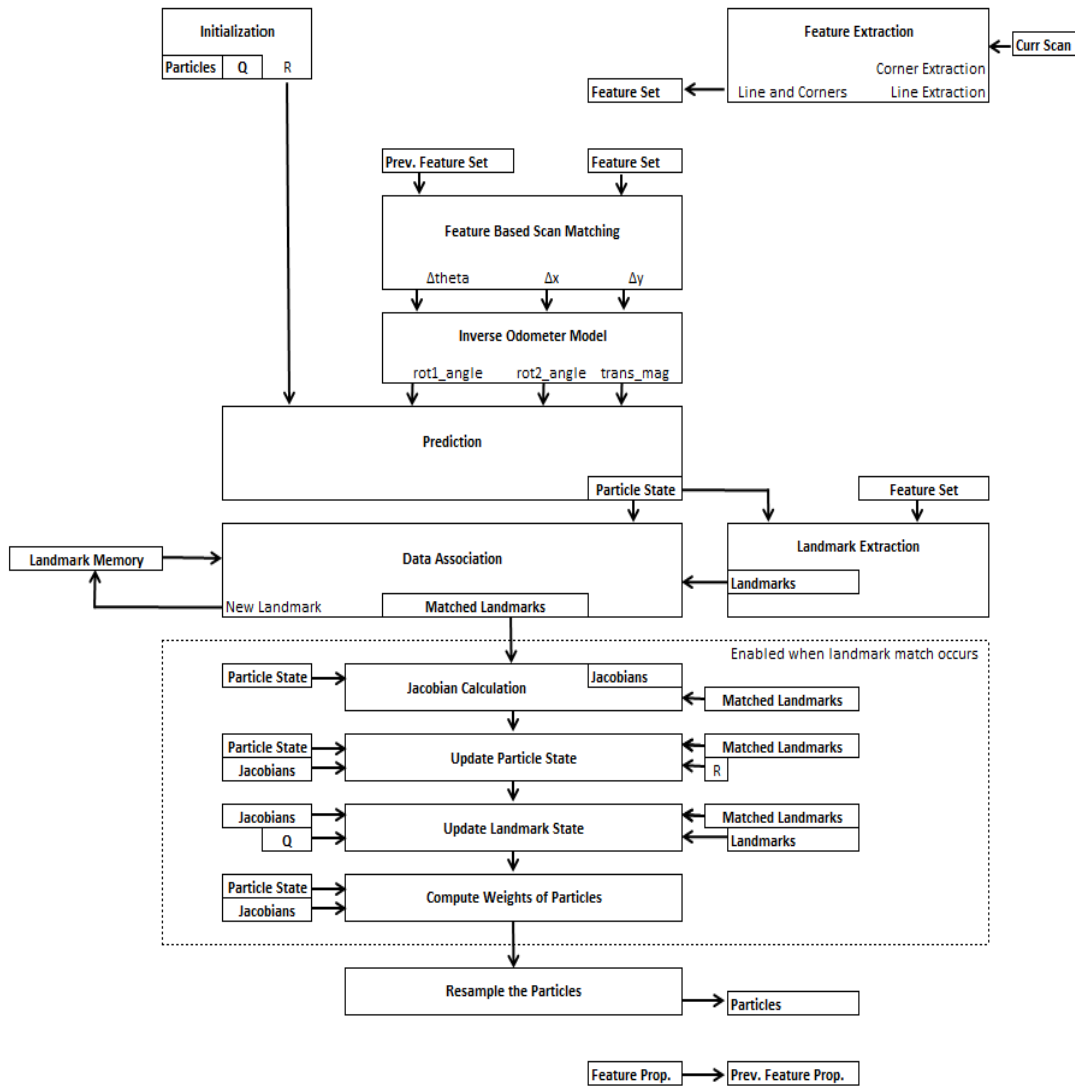 Initialization
Particles Q R
Feature Extraction
Curr Scan
Corner Extraction
Line and Corners Line Extraction
Feature Set
Prev. Feature Set
Feature Set
Feature Based Scan Matching
Δtheta Δx Δy
Inverse Odometer Model
rot1_angle rot2_angle trans_mag
Prediction
Particle State
Feature Set
Landmark Memory
Data Association
New Landmark
Matched Landmarks
Landmark Extraction
Landmarks
Enabled when landmark match occurs
Particle State
Jacobian Calculation
Jacobians
Matched Landmarks
Particle State
Jacobians
Update Particle State
Matched Landmarks
R
Jacobians
Q
Update Landmark State
Matched Landmarks
Landmarks
Particle State
Jacobians
Compute Weights of Particles
Resample the Particles
Particles
Feature Prop.
Prev. Feature Prop.